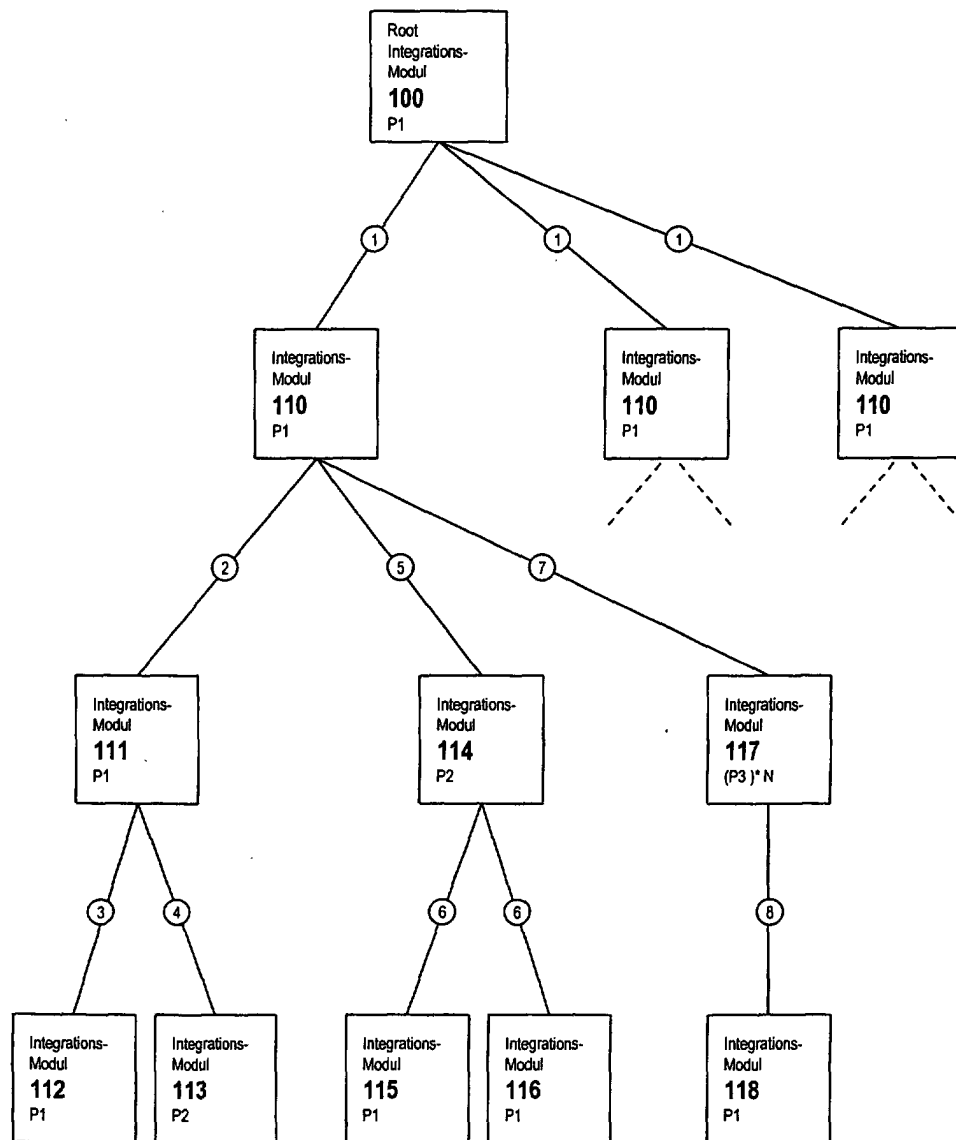 Root
Integrations-
Modul
100
P1
1
1
1
Integrations-
Modul
110
P1
Integrations-
Modul
110
P1
Integrations-
Modul
110
P1
2
5
7
Integrations-
Modul
111
P1
Integrations-
Modul
114
P2
Integrations-
Modul
117
(P3 )* N
3
4
6
6
8
Integrations-
Modul
112
P1
Integrations-
Modul
113
P2
Integrations-
Modul
115
P1
Integrations-
Modul
116
P1
Integrations-
Modul
118
P1